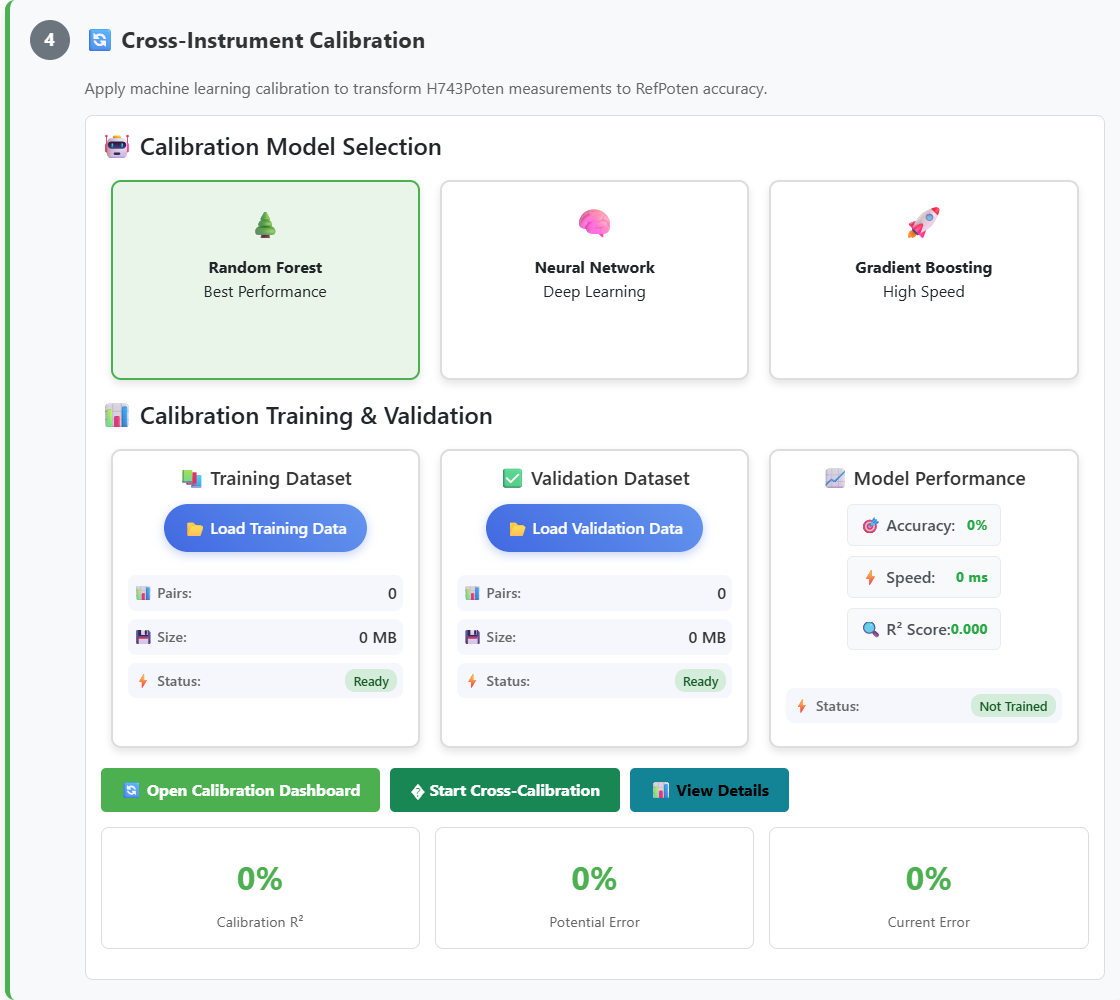 4
Cross-Instrument Calibration
Apply machine learning calibration to transform H743Poten measurements to RefPoten accuracy.
Calibration Model Selection
Random Forest
Best Performance
Neural Network
Deep Learning
Gradient Boosting
High Speed
Calibration Training & Validation
Training Dataset
Load Training Data
Pairs: 0
Size: 0 MB
Status: Ready
Validation Dataset
Load Validation Data
Pairs: 0
Size: 0 MB
Status: Ready
Model Performance
Accuracy: 0%
Speed: 0 ms
R² Score:0.000
Status: Not Trained
Open Calibration Dashboard
� Start Cross-Calibration
View Details
0%
Calibration R²
0%
Potential Error
0%
Current Error